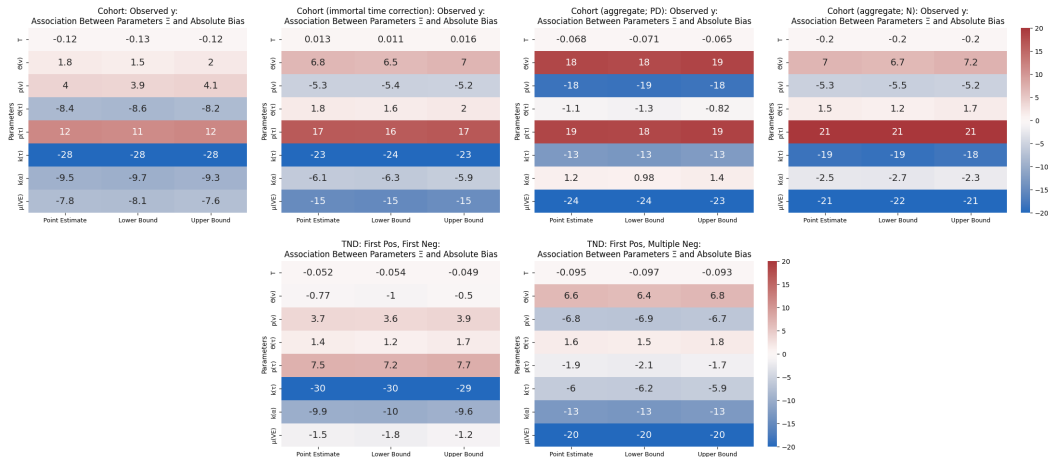 Cohort: Observed y:
Association Between Parameters Ξ and Absolute Bias
Parameters
T -0.12 -0.13 -0.12
Θ(v) 1.8 1.5 2
p(v) 4 3.9 4.1
Θ(τ) -8.4 -8.6 -8.2
p(τ) 12 11 12
k(τ) -28 -28 -28
k(α) -9.5 -9.7 -9.3
μ(VE) -7.8 -8.1 -7.6
Point Estimate Lower Bound Upper Bound
Cohort (immortal time correction): Observed y:
Association Between Parameters Ξ and Absolute Bias
Parameters
T 0.013 0.011 0.016
Θ(v) 6.8 6.5 7
p(v) -5.3 -5.4 -5.2
Θ(τ) 1.8 1.6 2
p(τ) 17 16 17
k(τ) -23 -24 -23
k(α) -6.1 -6.3 -5.9
μ(VE) -15 -15 -15
Point Estimate Lower Bound Upper Bound
Cohort (aggregate; PD): Observed y:
Association Between Parameters Ξ and Absolute Bias
Parameters
T -0.068 -0.071 -0.065
Θ(v) 18 18 19
p(v) -18 -19 -18
Θ(τ) -1.1 -1.3 -0.82
p(τ) 19 18 19
k(τ) -13 -13 -13
k(α) 1.2 0.98 1.4
μ(VE) -24 -24 -23
Point Estimate Lower Bound Upper Bound
Cohort (aggregate; N): Observed y:
Association Between Parameters Ξ and Absolute Bias
Parameters
T -0.2 -0.2 -0.2
Θ(v) 7 6.7 7.2
p(v) -5.3 -5.5 -5.2
Θ(τ) 1.5 1.2 1.7
p(τ) 21 21 21
k(τ) -19 -19 -18
k(α) -2.5 -2.7 -2.3
μ(VE) -21 -22 -21
Point Estimate Lower Bound Upper Bound
20
15
10
5
0
−5
−10
−15
−20
TND: First Pos, First Neg:
Association Between Parameters Ξ and Absolute Bias
Parameters
T -0.052 -0.054 -0.049
Θ(v) -0.77 -1 -0.5
p(v) 3.7 3.6 3.9
Θ(τ) 1.4 1.2 1.7
p(τ) 7.5 7.2 7.7
k(τ) -30 -30 -29
k(α) -9.9 -10 -9.6
μ(VE) -1.5 -1.8 -1.2
Point Estimate Lower Bound Upper Bound
TND: First Pos, Multiple Neg:
Association Between Parameters Ξ and Absolute Bias
Parameters
T -0.095 -0.097 -0.093
Θ(v) 6.6 6.4 6.8
p(v) -6.8 -6.9 -6.7
Θ(τ) 1.6 1.5 1.8
p(τ) -1.9 -2.1 -1.7
k(τ) -6 -6.2 -5.9
k(α) -13 -13 -13
μ(VE) -20 -20 -20
Point Estimate Lower Bound Upper Bound
20
15
10
5
0
−5
−10
−15
−20